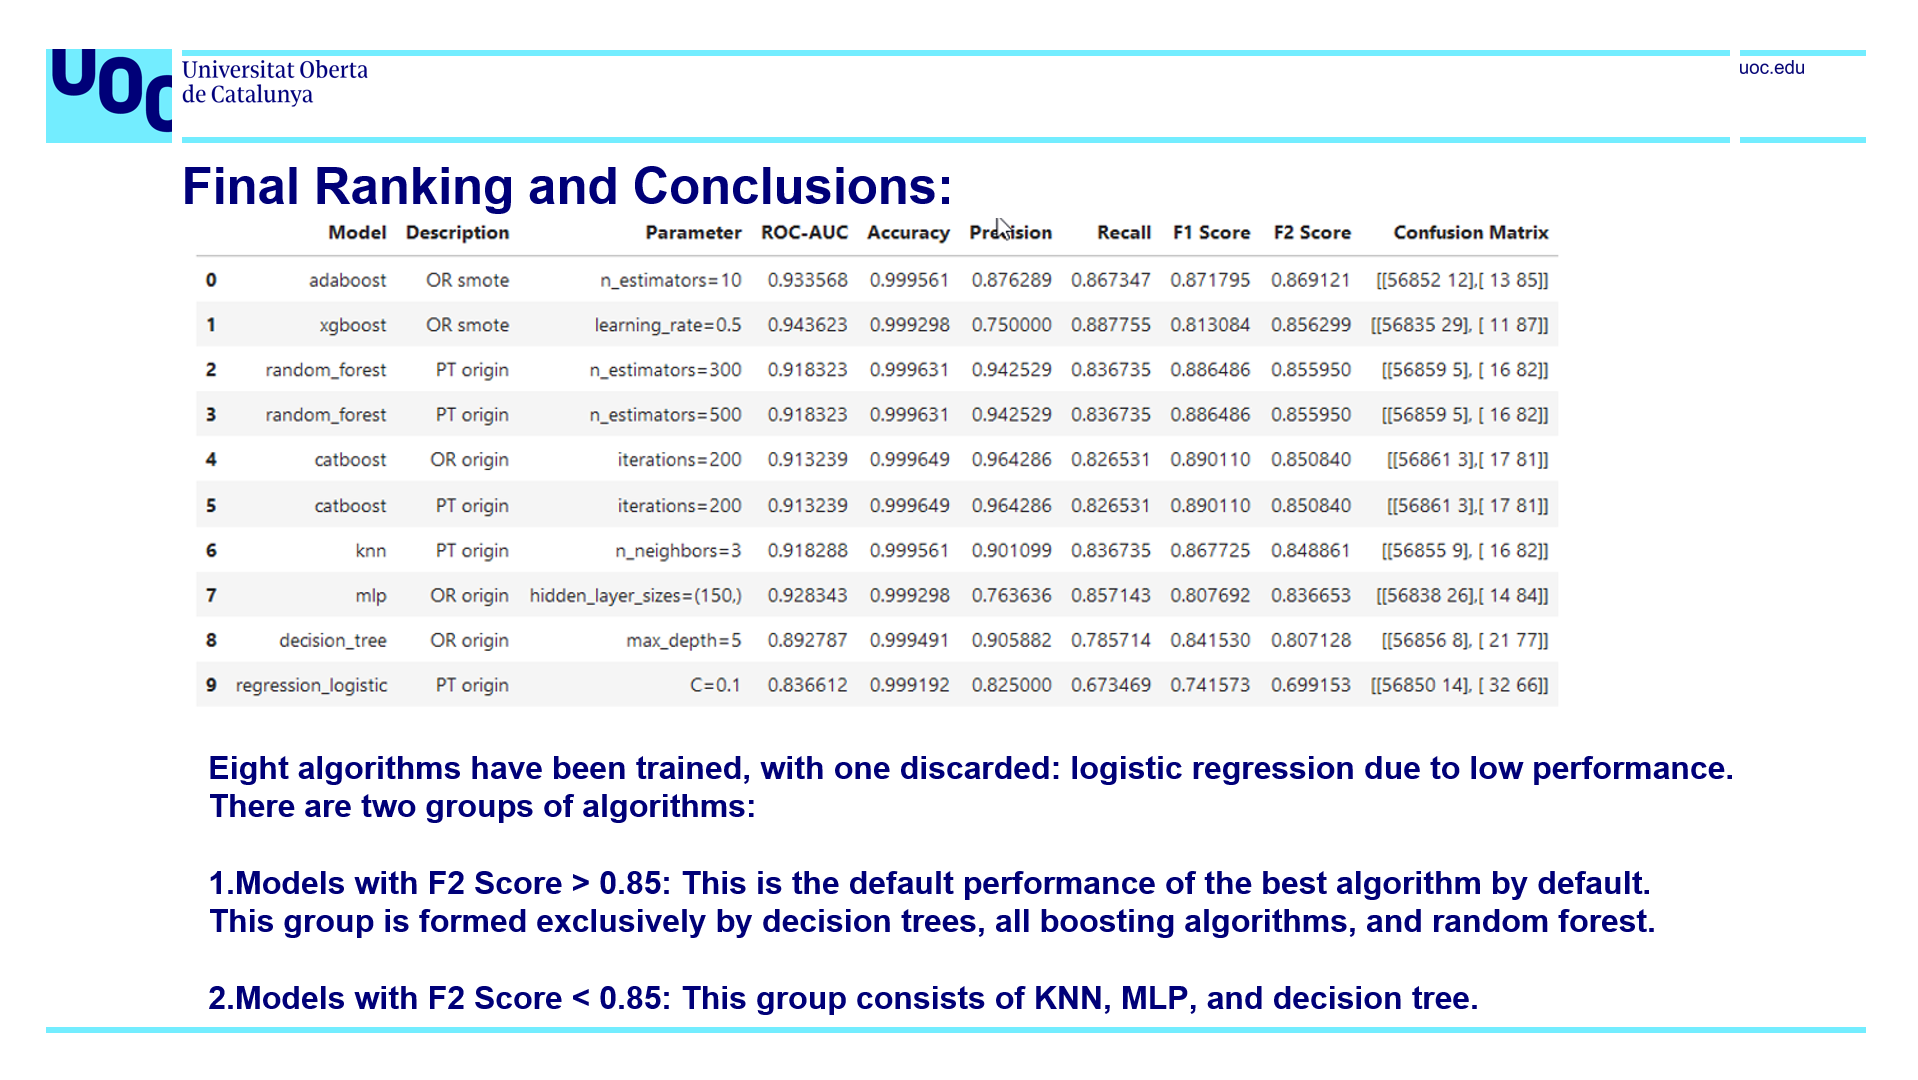 UOC
Universitat Oberta
de Catalunya
uoc.edu
Final Ranking and Conclusions:
Model Description Parameter ROC-AUC Accuracy Precision Recall F1 Score F2 Score Confusion Matrix
0 adaboost OR smote n_estimators=10 0.933568 0.999561 0.876289 0.867347 0.871795 0.869121 [[56852 12],[ 13 85]]
1 xgboost OR smote learning_rate=0.5 0.943623 0.999298 0.750000 0.887755 0.813084 0.856299 [[56835 29], [ 11 87]]
2 random_forest PT origin n_estimators=300 0.918323 0.999631 0.942529 0.836735 0.886486 0.855950 [[56859 5], [ 16 82]]
3 random_forest PT origin n_estimators=500 0.918323 0.999631 0.942529 0.836735 0.886486 0.855950 [[56859 5], [ 16 82]]
4 catboost OR origin iterations=200 0.913239 0.999649 0.964286 0.826531 0.890110 0.850840 [[56861 3],[ 17 81]]
5 catboost PT origin iterations=200 0.913239 0.999649 0.964286 0.826531 0.890110 0.850840 [[56861 3],[ 17 81]]
6 knn PT origin n_neighbors=3 0.918288 0.999561 0.901099 0.836735 0.867725 0.848861 [[56855 9], [ 16 82]]
7 mlp OR origin hidden_layer_sizes=(150,) 0.928343 0.999298 0.763636 0.857143 0.807692 0.836653 [[56838 26],[ 14 84]]
8 decision_tree OR origin max_depth=5 0.892787 0.999491 0.905882 0.785714 0.841530 0.807128 [[56856 8], [ 21 77]]
9 regression_logistic PT origin C=0.1 0.836612 0.999192 0.825000 0.673469 0.741573 0.699153 [[56850 14], [ 32 66]]
Eight algorithms have been trained, with one discarded: logistic regression due to low performance.
There are two groups of algorithms:
1.Models with F2 Score > 0.85: This is the default performance of the best algorithm by default.
This group is formed exclusively by decision trees, all boosting algorithms, and random forest.
2.Models with F2 Score < 0.85: This group consists of KNN, MLP, and decision tree.